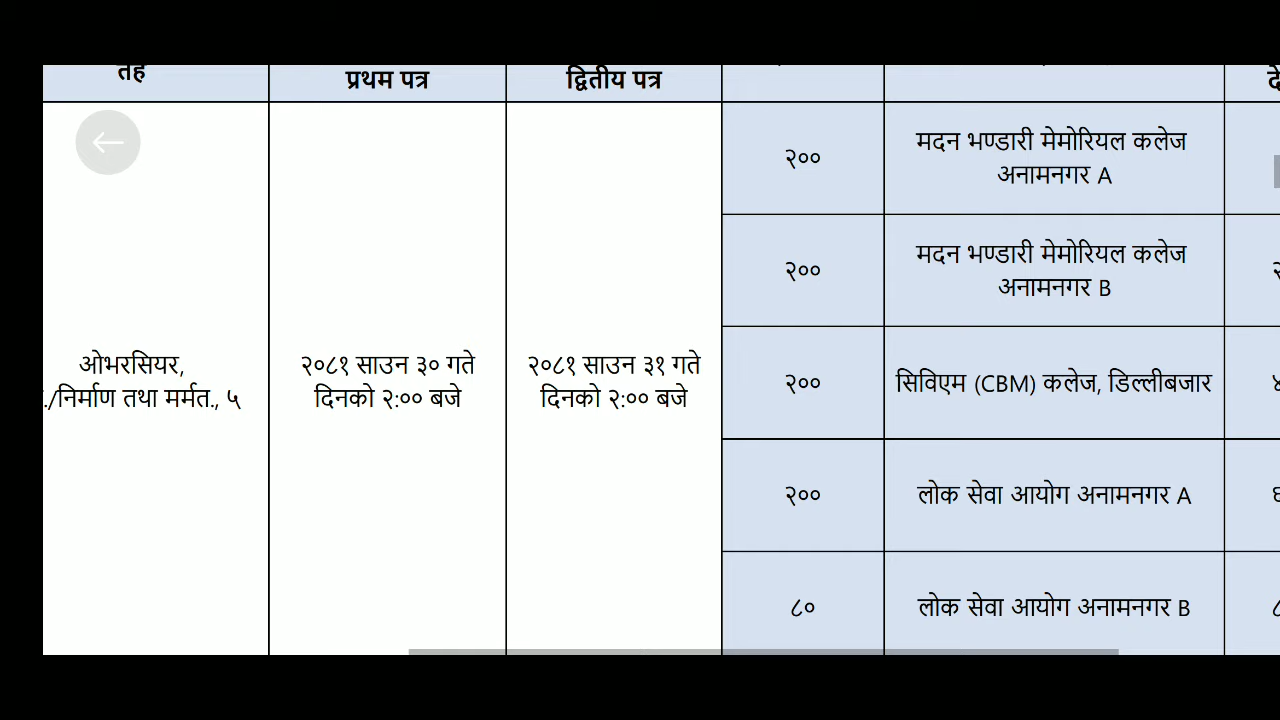 तह
प्रथम पत्र
द्वितीय पत्र
ओभरसियर,
./निर्माण तथा मर्मत., ५
२०८१ साउन ३० गते
दिनको २:०० बजे
२०८१ साउन ३१ गते
दिनको २:०० बजे
२००
मदन भण्डारी मेमोरियल कलेज
अनामनगर A
२००
मदन भण्डारी मेमोरियल कलेज
अनामनगर B
२००
सिविएम (CBM) कलेज, डिल्लीबजार
२००
लोक सेवा आयोग अनामनगर A
८०
लोक सेवा आयोग अनामनगर B